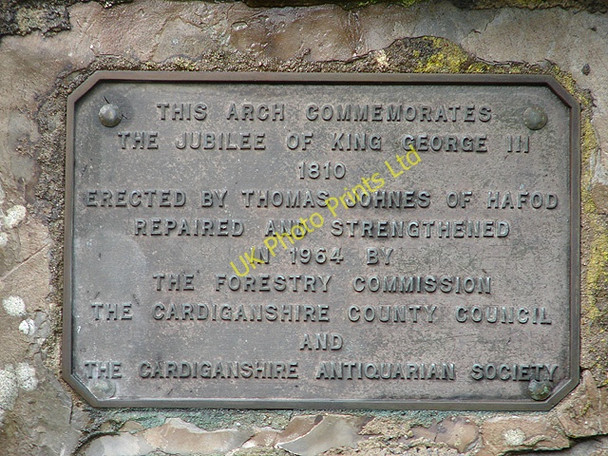 THIS ARCH COMMEMORATES
THE JUBILEE OF KING GEORGE III
1810
ERECTED BY THOMAS JOHNES OF HAFOD
REPAIRED AND STRENGTHENED
IN 1964 BY
THE FORESTRY COMMISSION
THE CARDIGANSHIRE COUNTY COUNCIL
AND
THE CARDIGANSHIRE ANTIQUARIAN SOCIETY
UK Photo Prints Ltd